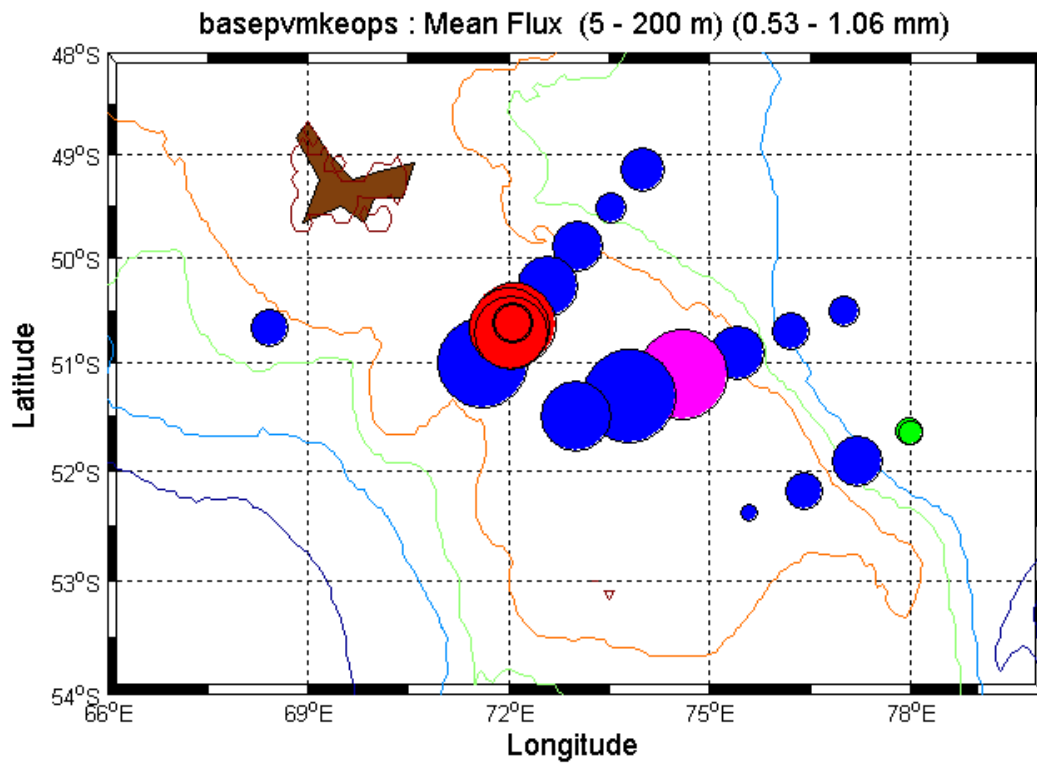 basepvmkeops : Mean Flux (5 - 200 m) (0.53 - 1.06 mm)
48°S
49°S
50°S
51°S
52°S
53°S
54°S
Latitude
66°E
69°E
72°E
75°E
78°E
Longitude